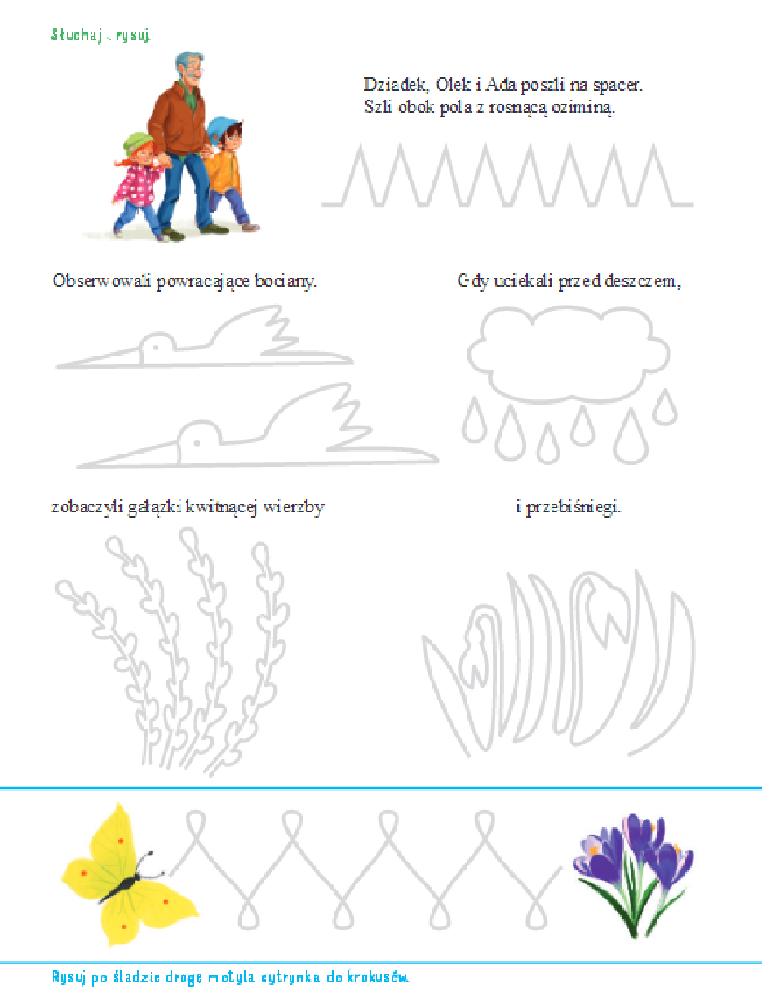 Słuchaj i rysuj.
Dziadek, Olek i Ada poszli na spacer.
Szli obok pola z rosnącą oziminą.
Obserwowali powracające bociany.
Gdy uciekali przed deszczem,
zobaczyli gałązki kwitnącej wierzby
i przebiśniegi.
Rysuj po śladzie drogę motyla cytrynka do krokusów.